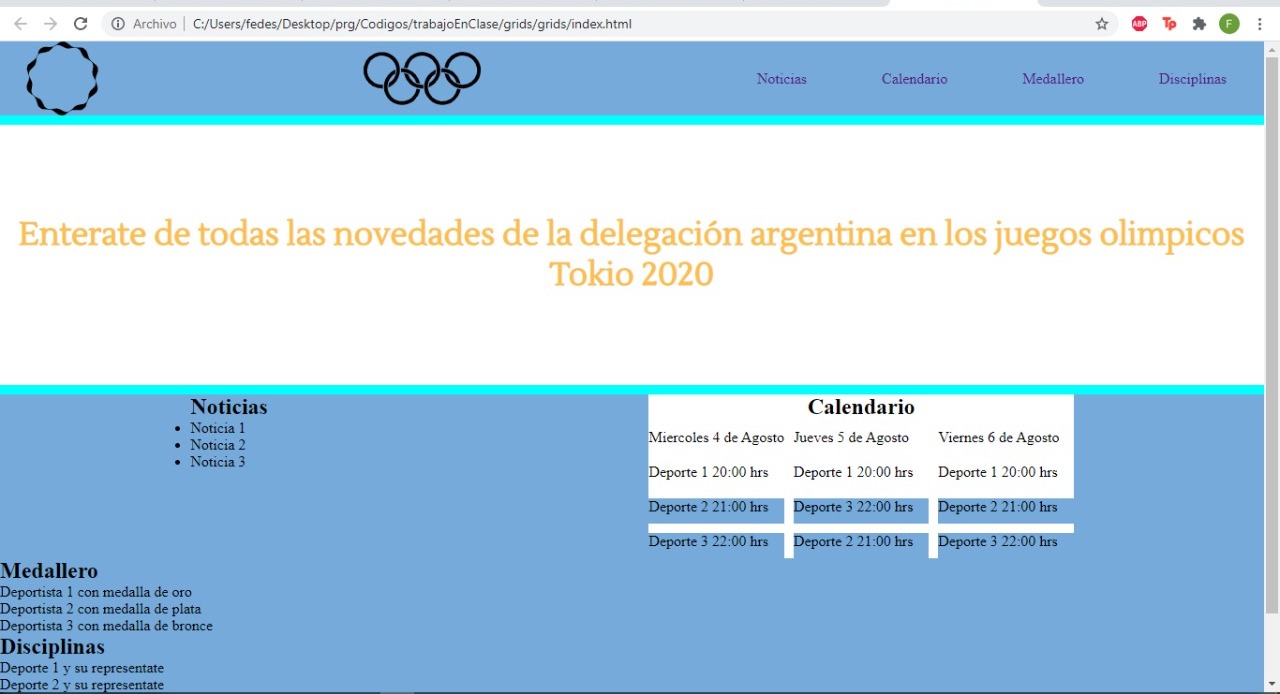 Archivo C:/Users/fedes/Desktop/prg/Codigos/trabajoEnClase/grids/grids/index.html ABP Tp F
Noticias Calendario Medallero Disciplinas
Enterate de todas las novedades de la delegación argentina en los juegos olimpicos
Tokio 2020
Noticias
Noticia 1
Noticia 2
Noticia 3
Calendario
Miercoles 4 de Agosto Jueves 5 de Agosto Viernes 6 de Agosto
Deporte 1 20:00 hrs Deporte 1 20:00 hrs Deporte 1 20:00 hrs
Deporte 2 21:00 hrs Deporte 3 22:00 hrs Deporte 2 21:00 hrs
Deporte 3 22:00 hrs Deporte 2 21:00 hrs Deporte 3 22:00 hrs
Medallero
Deportista 1 con medalla de oro
Deportista 2 con medalla de plata
Deportista 3 con medalla de bronce
Disciplinas
Deporte 1 y su representate
Deporte 2 y su representate